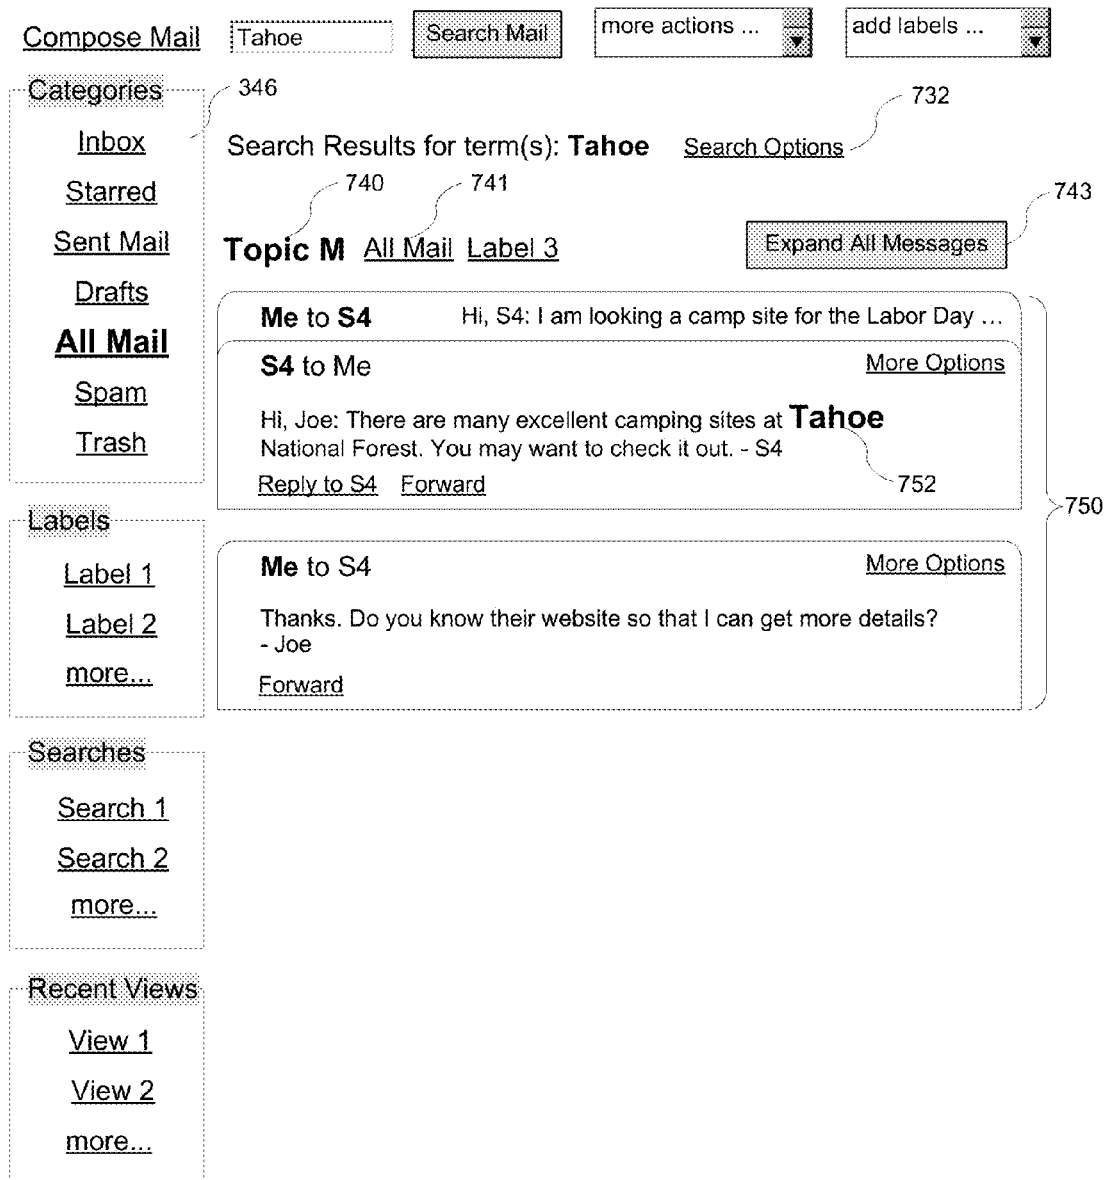 Compose Mail Tahoe Search Mail more actions ... add labels ...
Categories
346
Inbox
Starred
Sent Mail
Drafts
All Mail
Spam
Trash
Labels
Label 1
Label 2
more...
Searches
Search 1
Search 2
more...
Recent Views
View 1
View 2
more...
732
Search Results for term(s): Tahoe Search Options
740 741
743
Topic M All Mail Label 3 Expand All Messages
Me to S4 Hi, S4: I am looking a camp site for the Labor Day ...
S4 to Me More Options
Hi, Joe: There are many excellent camping sites at Tahoe
National Forest. You may want to check it out. - S4
Reply to S4 Forward 752
750
Me to S4 More Options
Thanks. Do you know their website so that I can get more details?
- Joe
Forward